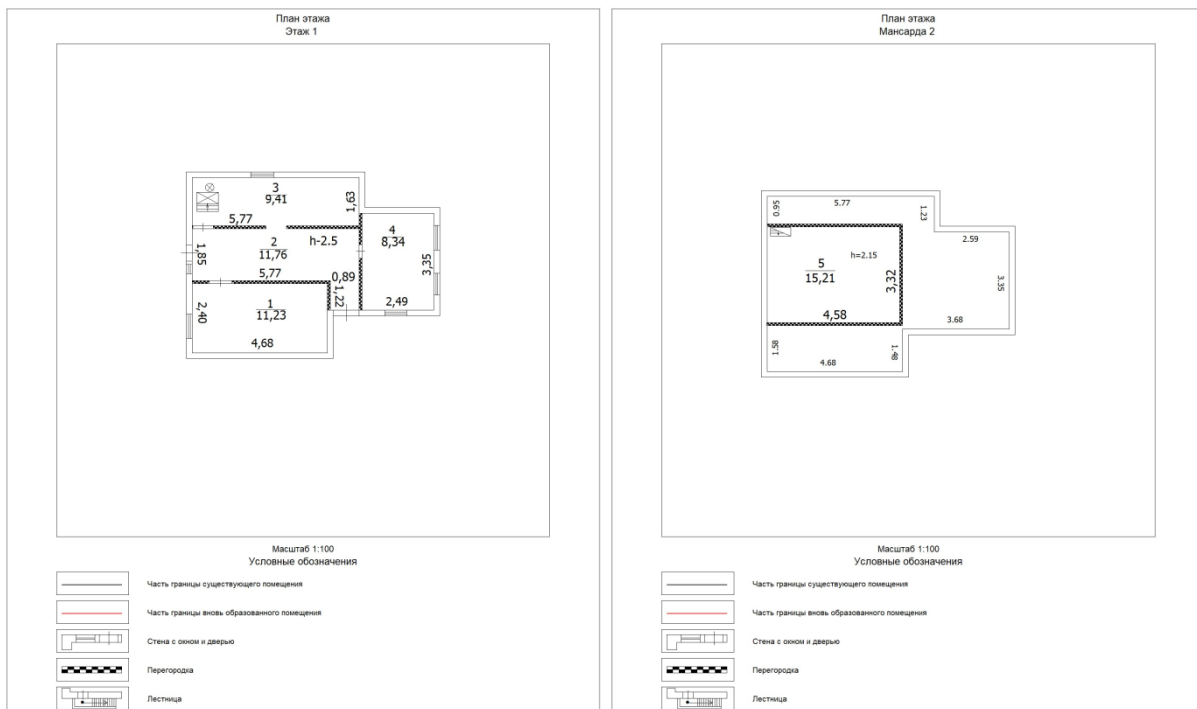 План этажа
Этаж 1
3
9,41
1,63
5,77
4
8,34
2
11,76
h-2.5
1,85
3,35
5,77
0,89
1,22
2,40
1
11,23
2,49
4,68
Масштаб 1:100
Условные обозначения
Часть границы существующего помещения
Часть границы вновь образованного помещения
Стена с окном и дверью
Перегородка
Лестница
План этажа
Мансарда 2
0.95
5.77
1.23
2.59
h=2.15
5
15,21
3,32
3.35
4,58
3.68
1.58
1.48
4.68
Масштаб 1:100
Условные обозначения
Часть границы существующего помещения
Часть границы вновь образованного помещения
Стена с окном и дверью
Перегородка
Лестница